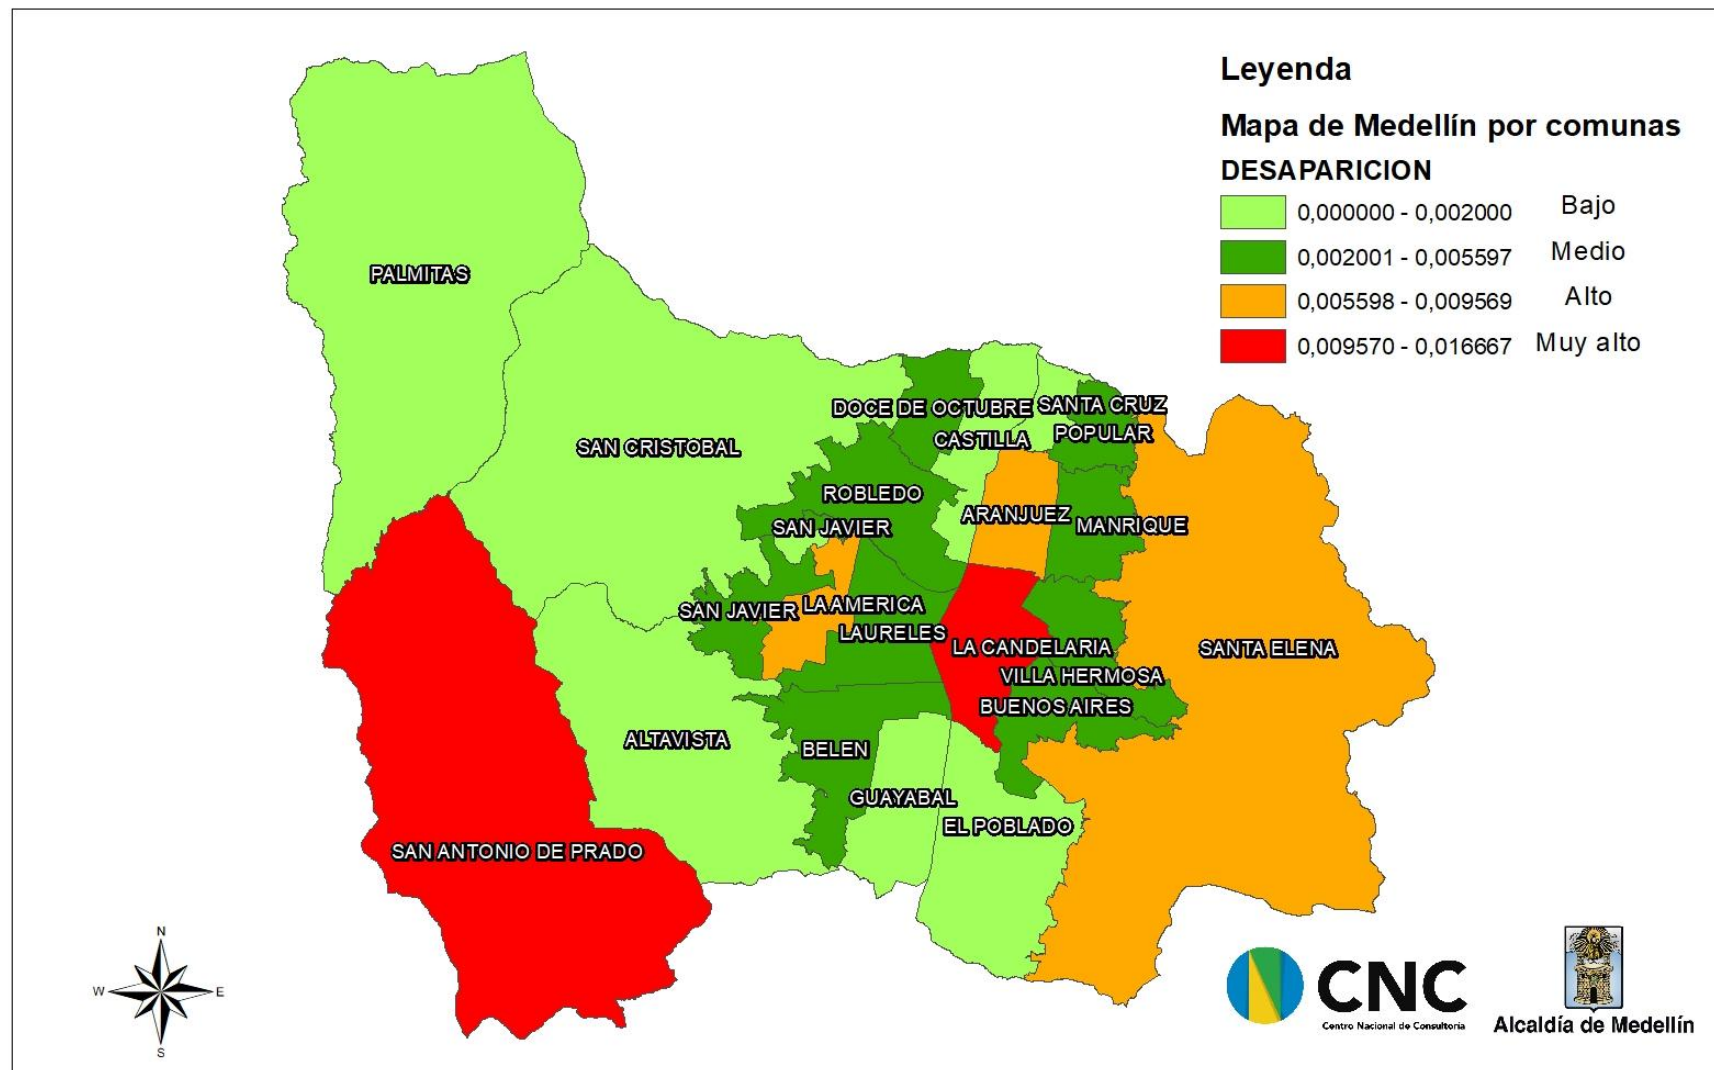 Leyenda
Mapa de Medellín por comunas
DESAPARICION
0,000000 - 0,002000 Bajo
0,002001 - 0,005597 Medio
0,005598 - 0,009569 Alto
0,009570 - 0,016667 Muy alto
PALMITAS
SAN CRISTOBAL
DOCE DE OCTUBRE
SANTA CRUZ
CASTILLA
POPULAR
ROBLEDO
SAN JAVIER
ARANJUEZ
MANRIQUE
SAN JAVIER
LA AMERICA
LAURELES
LA CANDELARIA
SANTA ELENA
VILLA HERMOSA
BUENOS AIRES
ALTAVISTA
BELEN
GUAYABAL
EL POBLADO
SAN ANTONIO DE PRADO
N
W
E
S
CNC
Centro Nacional de Consultoría
Alcaldía de Medellín